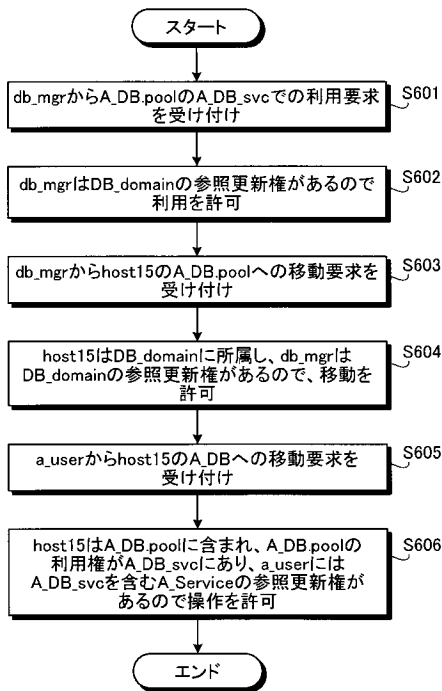 スタート
db_mgrからA_DB.poolのA_DB_svcでの利用要求
を受け付け
S601
db_mgrはDB_domainの参照更新権があるので
利用を許可
S602
db_mgrからhost15のA_DB.poolへの移動要求を
受け付け
S603
host15はDB_domainに所属し、db_mgrは
DB_domainの参照更新権があるので、移動を
許可
S604
a_userからhost15のA_DBへの移動要求を
受け付け
S605
host15はA_DB.poolに含まれ、A_DB.poolの
利用権がA_DB_svcにあり、a_userには
A_DB_svcを含むA_Serviceの参照更新権が
あるので操作を許可
S606
エンド